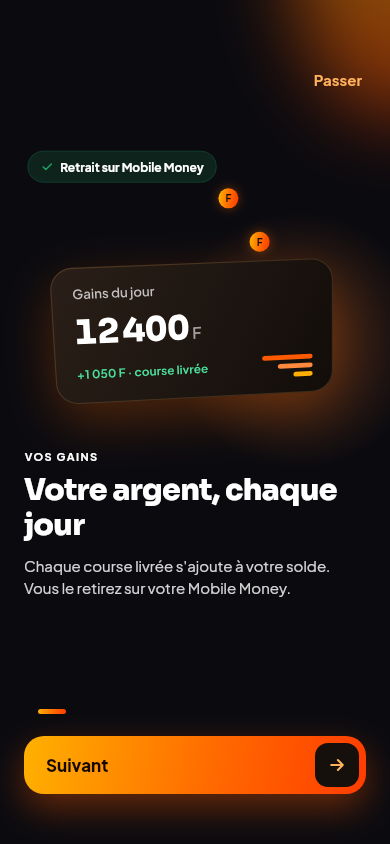 Passer
Retrait sur Mobile Money
F
F
Gains du jour
12 400 F
+1 050 F · course livrée
VOS GAINS
Votre argent, chaque
jour
Chaque course livrée s'ajoute à votre solde.
Vous le retirez sur votre Mobile Money.
Suivant